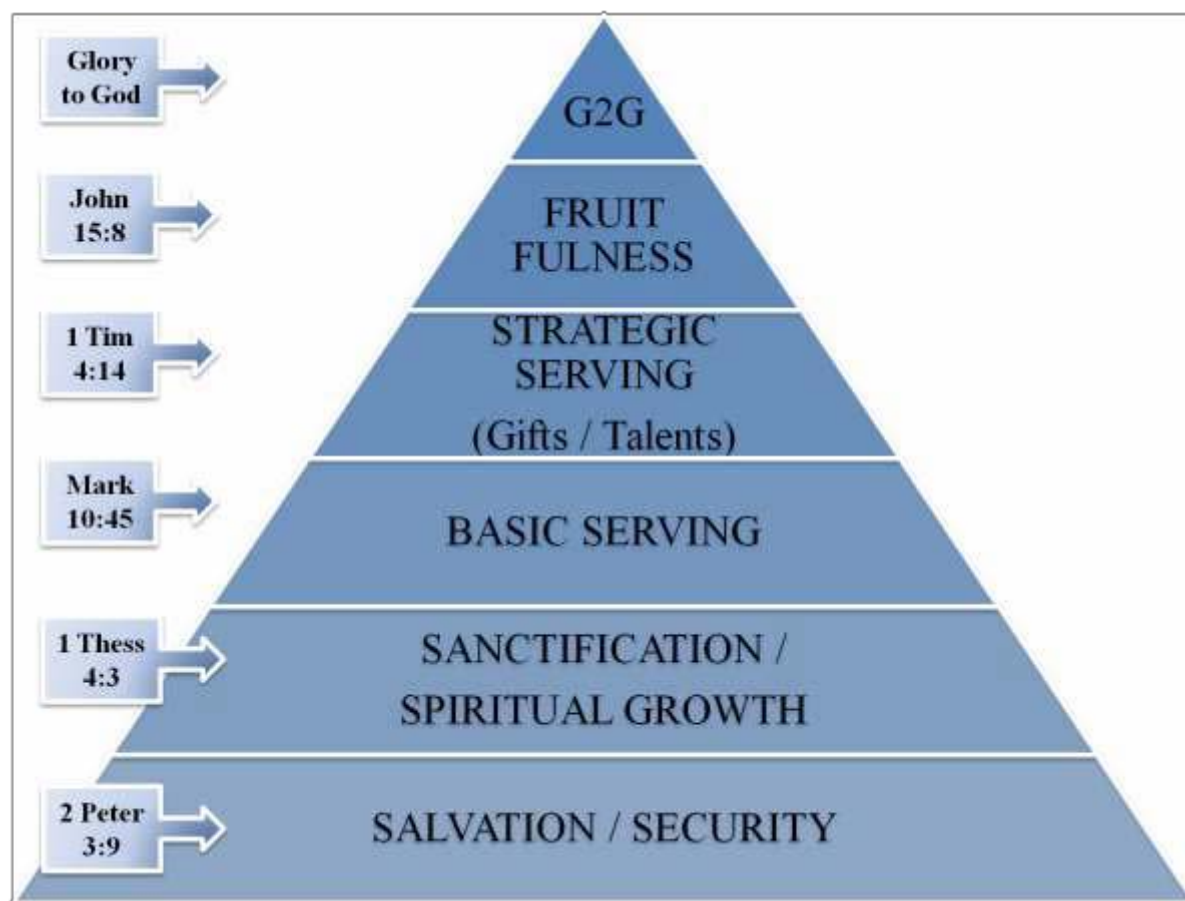 Glory
to God
G2G
John
15:8
FRUIT
FULNESS
1 Tim
4:14
STRATEGIC
SERVING
(Gifts / Talents)
Mark
10:45
BASIC SERVING
1 Thess
4:3
SANCTIFICATION /
SPIRITUAL GROWTH
2 Peter
3:9
SALVATION / SECURITY